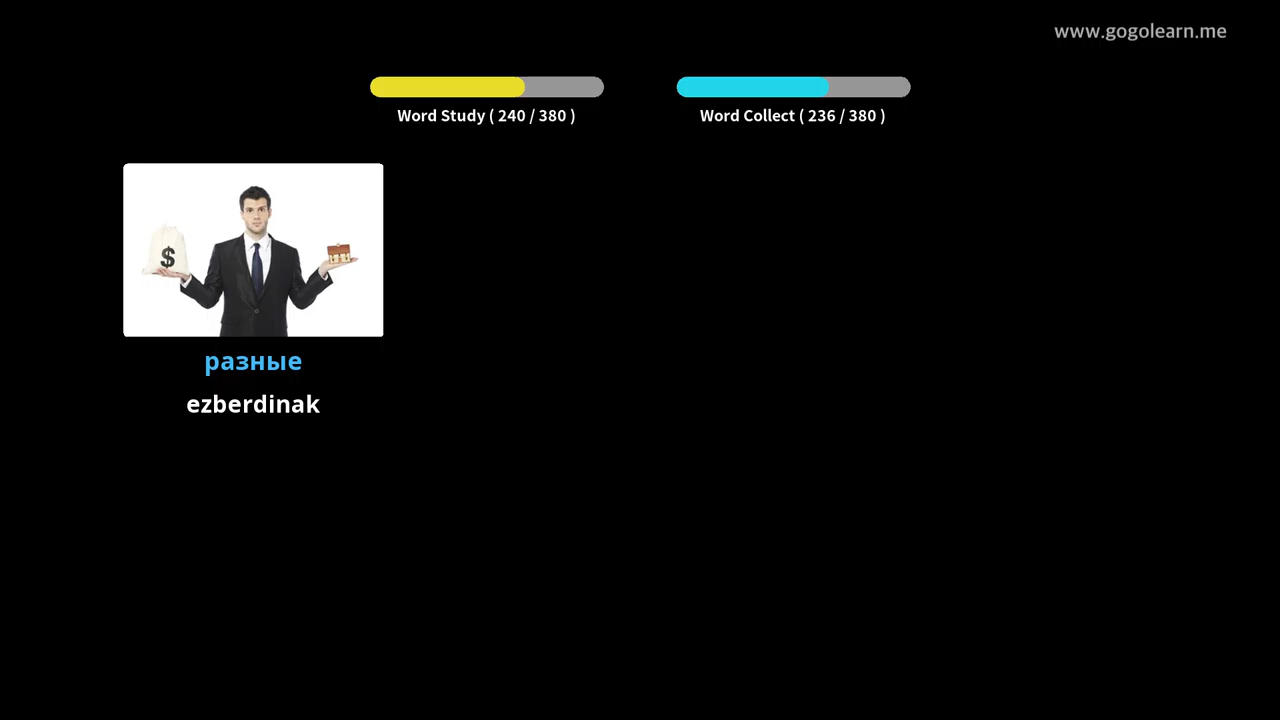 www.gogolearn.me
Word Study ( 240 / 380 )
Word Collect ( 236 / 380 )
$
разные
ezberdinak